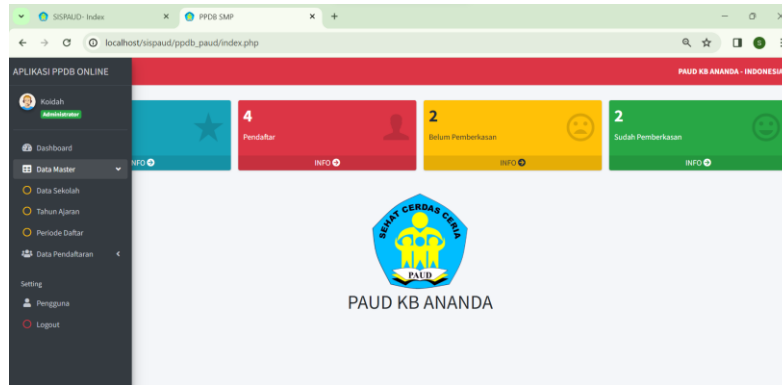 SISPAUD- Index
PPDB SMP
localhost/sispaud/ppdb_paud/index.php
S
APLIKASI PPDB ONLINE
PAUD KB ANANDA - INDONESIA
Koidah
Administrator
Dashboard
Data Master
Data Sekolah
Tahun Ajaran
Periode Daftar
Data Pendaftaran
Setting
Pengguna
Logout
NFO
4
Pendaftar
INFO
2
Belum Pemberkasan
INFO
2
Sudah Pemberkasan
INFO
SEHAT CERDAS CERIA
PAUD
PAUD KB ANANDA